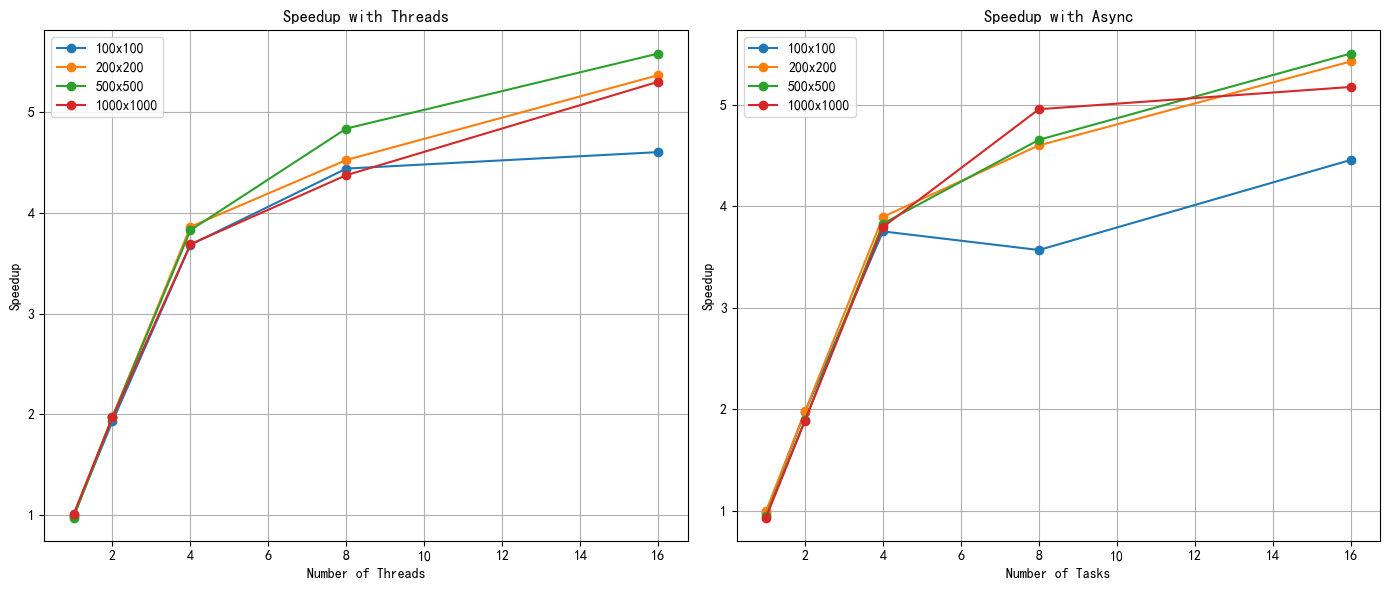 Speedup with Threads
100x100
200x200
500x500
1000x1000
5
4
3
2
1
Speedup
2 4 6 8 10 12 14 16
Number of Threads
Speedup with Async
100x100
200x200
500x500
1000x1000
5
4
3
2
1
Speedup
2 4 6 8 10 12 14 16
Number of Tasks